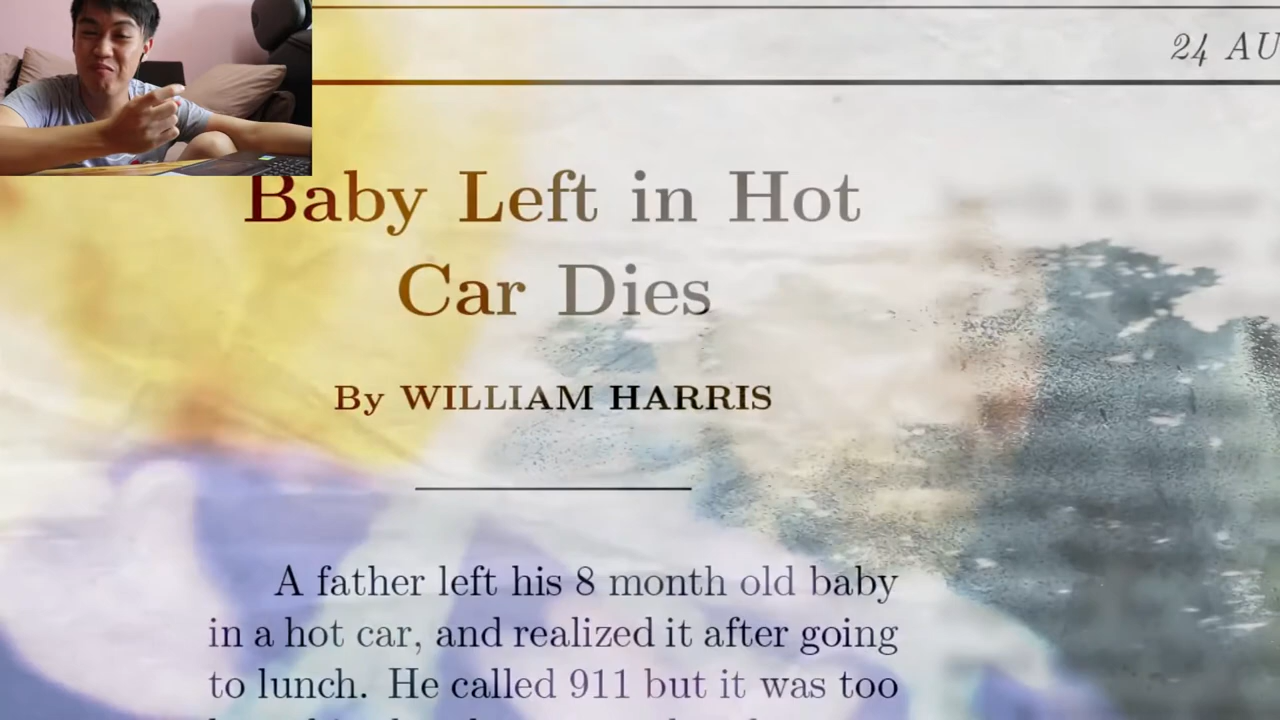 24 AU
Baby Left in Hot
Car Dies
By WILLIAM HARRIS
A father left his 8 month old baby
in a hot car, and realized it after going
to lunch. He called 911 but it was too